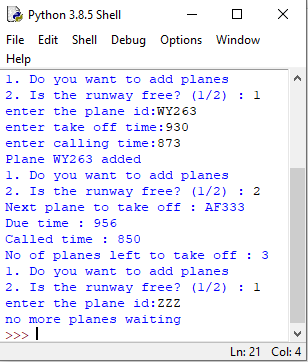 Python 3.8.5 Shell
File Edit Shell Debug Options Window
Help
1. Do you want to add planes
2. Is the runway free? (1/2) : 1
enter the plane id:WY263
enter take off time:930
enter calling time:873
Plane WY263 added
1. Do you want to add planes
2. Is the runway free? (1/2) : 2
Next plane to take off : AF333
Due time : 956
Called time : 850
No of planes left to take off : 3
1. Do you want to add planes
2. Is the runway free? (1/2) : 1
enter the plane id:ZZZ
no more planes waiting
>>>
Ln: 21 Col: 4